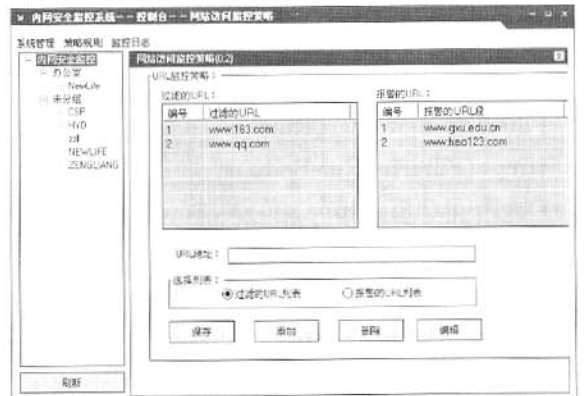 内网安全监控系统--控制台--网站访问监控策略
系统管理 策略规则 监控日志
内网安全监控
办公室
NewLife
未分组
CSP
HYD
zdl
NEWLIFE
ZENGLIANG
刷新
网站访问监控策略(0.2)
URL监控策略:
过滤的URL:
编号 过滤的URL
1 www.163.com
2 www.qq.com
报警的URL:
编号 报警的URL段
1 www.gxu.edu.cn
2 www.hao123.com
URL地址:
选择列表:
过滤的URL列表 报警的URL列表
保存 添加 删除 编辑